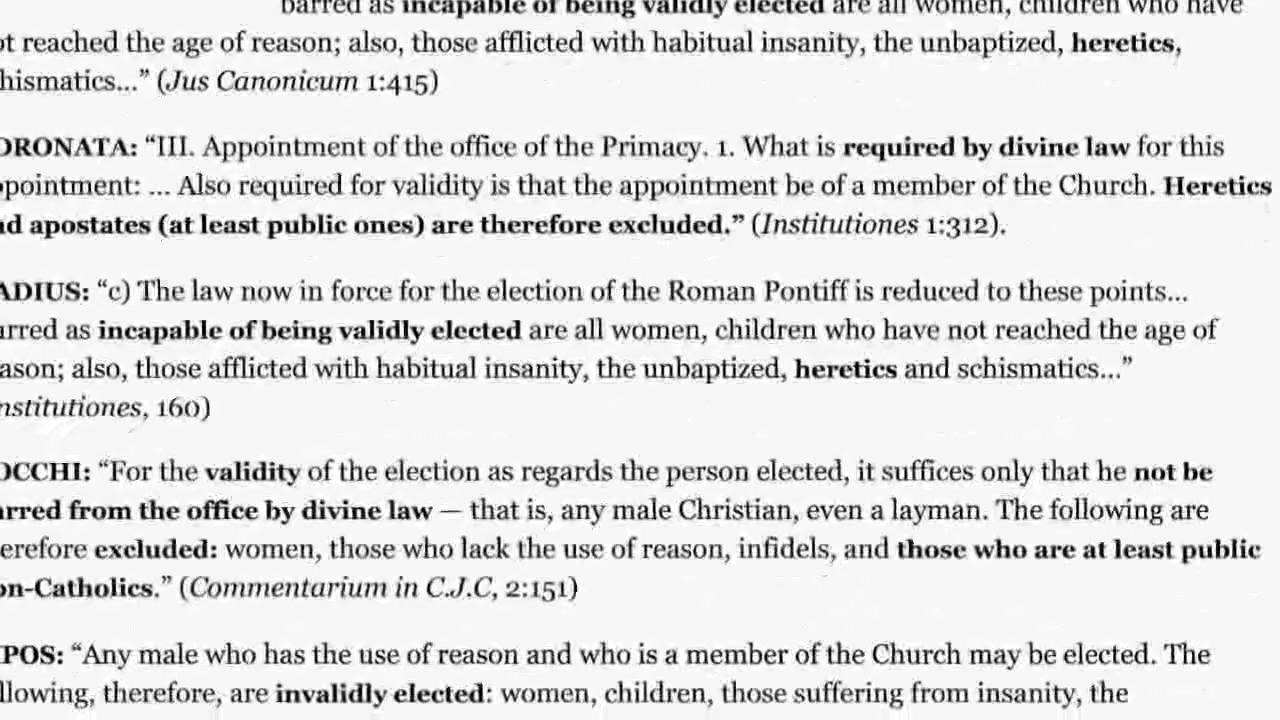 barred as incapable of being validly elected are all women, children who have
ot reached the age of reason; also, those afflicted with habitual insanity, the unbaptized, heretics,
hismatics...” (Jus Canonicum 1:415)
ORONATA: “III. Appointment of the office of the Primacy. 1. What is required by divine law for this
ppointment: ... Also required for validity is that the appointment be of a member of the Church. Heretics
nd apostates (at least public ones) are therefore excluded.” (Institutiones 1:312).
ADIUS: “c) The law now in force for the election of the Roman Pontiff is reduced to these points...
arred as incapable of being validly elected are all women, children who have not reached the age of
ason; also, those afflicted with habitual insanity, the unbaptized, heretics and schismatics...”
nstitutiones, 160)
OCCHI: “For the validity of the election as regards the person elected, it suffices only that he not be
arred from the office by divine law — that is, any male Christian, even a layman. The following are
erefore excluded: women, those who lack the use of reason, infidels, and those who are at least public
on-Catholics.” (Commentarium in C.J.C, 2:151)
POS: “Any male who has the use of reason and who is a member of the Church may be elected. The
llowing, therefore, are invalidly elected: women, children, those suffering from insanity, the